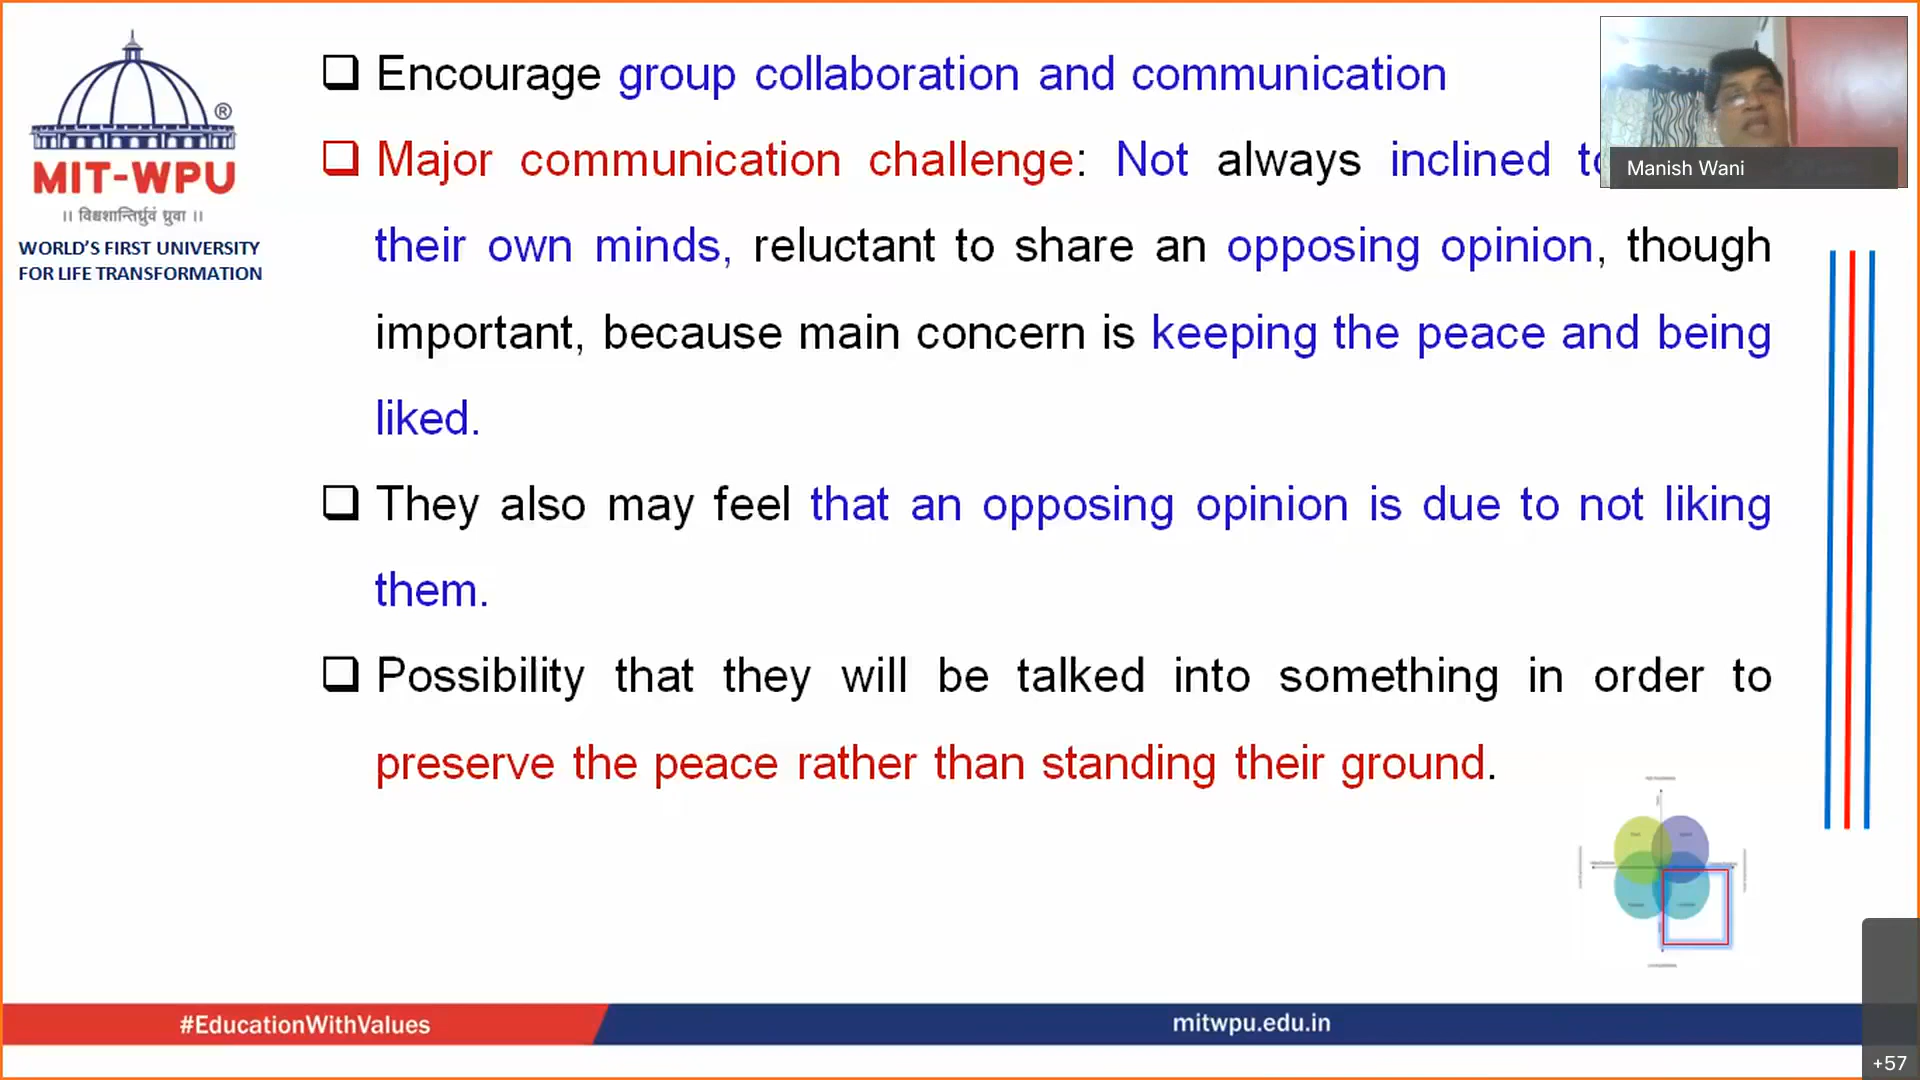 Encourage group collaboration and communication
Major communication challenge: Not always inclined
their own minds, reluctant to share an opposing opinion, though
important, because main concern is keeping the peace and being
liked.
They also may feel that an opposing opinion is due to not liking
them.
Possibility that they will be talked into something in order to
preserve the peace rather than standing their ground.
®
MIT-WPU
|| विश्वशान्तिर्ध्रुवं ध्रुवा ||
WORLD'S FIRST UNIVERSITY
FOR LIFE TRANSFORMATION
Manish Wani
#EducationWithValues
mitwpu.edu.in
+57